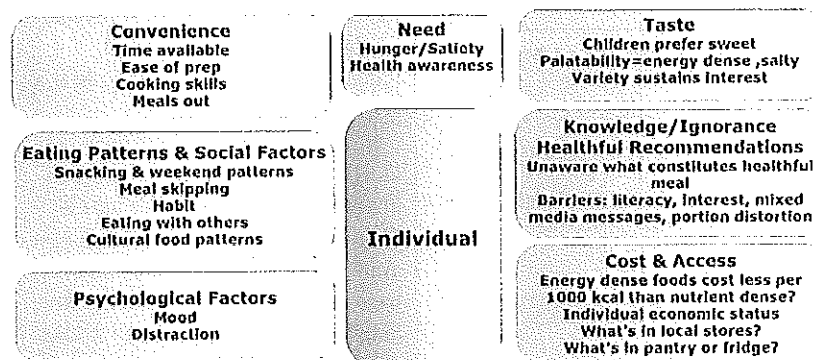 Convenience
Time available
Ease of prep
Cooking skills
Meals out
Need
Hunger/Satiety
Health awareness
Taste
Children prefer sweet
Palatability=energy dense ,salty
Variety sustains interest
Eating Patterns & Social Factors
Snacking & weekend patterns
Meal skipping
Habit
Eating with others
Cultural food patterns
Individual
Knowledge/Ignorance
Healthful Recommendations
Unaware what constitutes healthful
meal
Barriers: literacy, interest, mixed
media messages, portion distortion
Psychological Factors
Mood
Distraction
Cost & Access
Energy dense foods cost less per
1000 kcal than nutrient dense?
Individual economic status
What's in local stores?
What's in pantry or fridge?